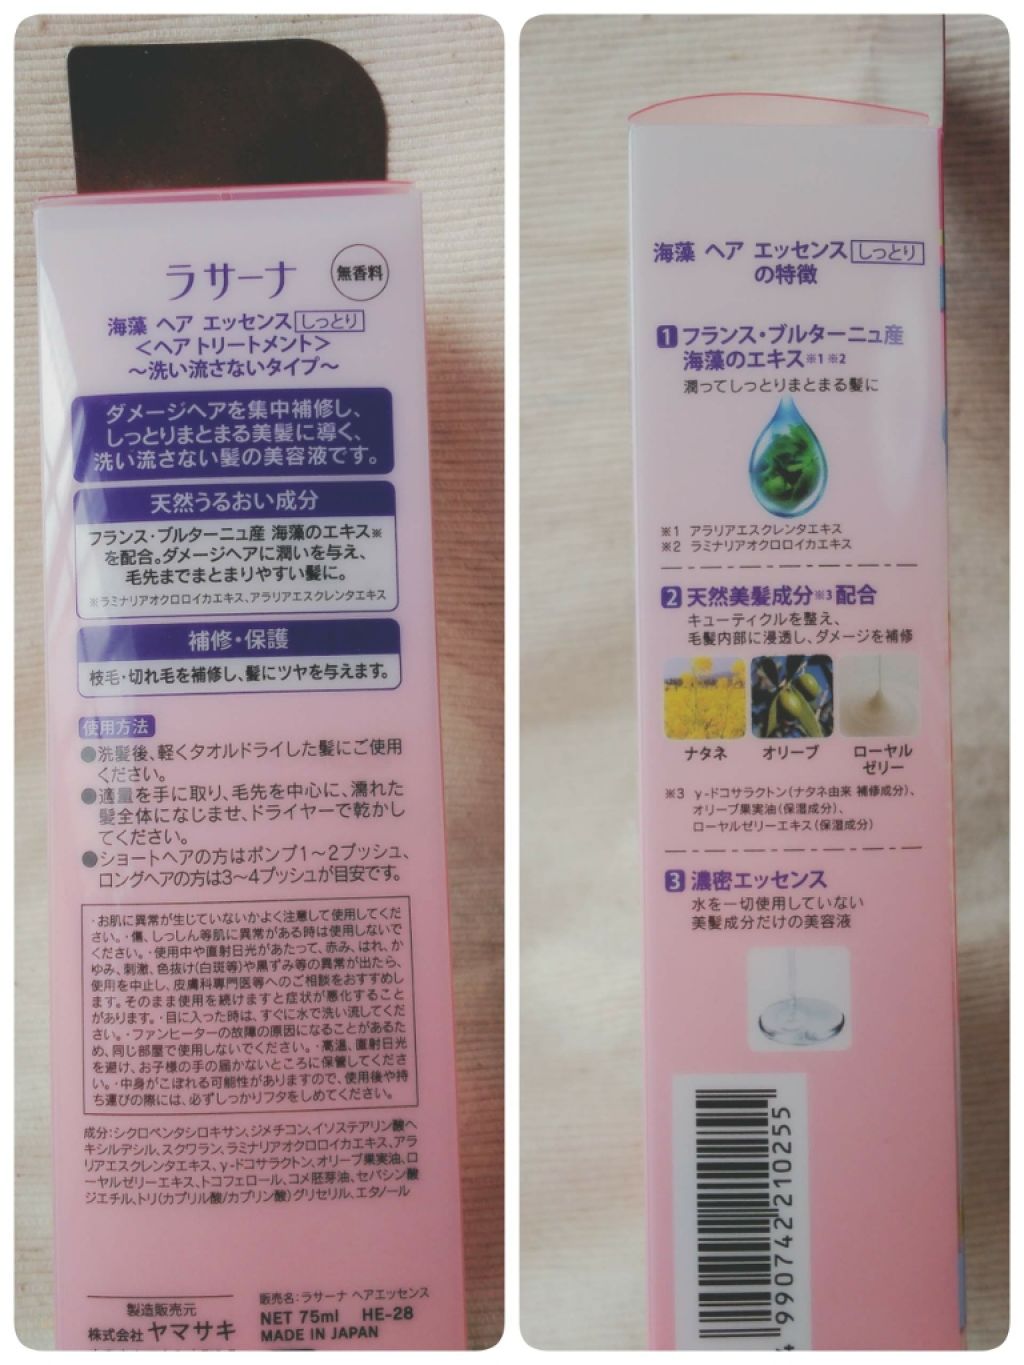 ラサーナ
無香料
海藻 ヘア エッセンス しっとり
<ヘアトリートメント>
～洗い流さないタイプ～
ダメージヘアを集中補修し、
しっとりまとまる美髪に導く、
洗い流さない髪の美容液です。
天然うるおい成分
フランス・ブルターニュ産 海藻のエキス※
を配合。ダメージヘアに潤いを与え、
毛先までまとまりやすい髪に。
※ラミナリアオクロロイカエキス、アラリアエスクレンタエキス
補修・保護
枝毛・切れ毛を補修し、髪にツヤを与えます。
使用方法
●洗髪後、軽くタオルドライした髪にご使用
ください。
●適量を手に取り、毛先を中心に、濡れた
髪全体になじませ、ドライヤーで乾かし
てください。
●ショートヘアの方はポンプ1～2プッシュ、
ロングヘアの方は3～4プッシュが目安です。
・お肌に異常が生じていないかよく注意して使用してくだ
さい。・傷、しっしん等肌に異常がある時は使用しないで
ください。・使用中や直射日光があたって、赤み、はれ、か
ゆみ、刺激、色抜け(白斑等)や黒ずみ等の異常が出たら、
使用を中止し、皮膚科専門医等へのご相談をおすすめし
ます。そのまま使用を続けますと症状が悪化すること
があります。・目に入った時は、すぐに水で洗い流してくだ
さい。・ファンヒーターの故障の原因になることがあるた
め、同じ部屋で使用しないでください。・高温、直射日光
を避け、お子様の手の届かないところに保管してくださ
い。・中身がこぼれる可能性がありますので、使用後や持
ち運びの際には、必ずしっかりフタをしめてください。
成分:シクロペンタシロキサン、ジメチコン、イソステアリン酸ヘ
キシルデシル、スクワラン、ラミナリアオクロロイカエキス、アラ
リアエスクレンタエキス、γ-ドコサラクトン、オリーブ果実油、ロ
ーヤルゼリーエキス、トコフェロール、コメ胚芽油、セバシン酸
ジエチル、トリ(カプリル酸/カプリン酸)グリセリル、エタノール
製造販売元
株式会社 ヤマサキ
販売名:ラサーナ ヘアエッセンス
NET 75ml HE-28
MADE IN JAPAN
海藻 ヘア エッセンス しっとり
の特徴
1 フランス・ブルターニュ産
海藻のエキス※1※2
潤ってしっとりまとまる髪に
※1 アラリアエスクレンタエキス
※2 ラミナリアオクロロイカエキス
2 天然美髪成分※3配合
キューティクルを整え、
毛髪内部に浸透し、ダメージを補修
ナタネ
オリーブ
ローヤル
ゼリー
※3 γ-ドコサラクトン(ナタネ由来 補修成分)、
オリーブ果実油(保湿成分)、
ローヤルゼリーエキス(保湿成分)
3 濃密エッセンス
水を一切使用していない
美髪成分だけの美容液
4 990742 210255